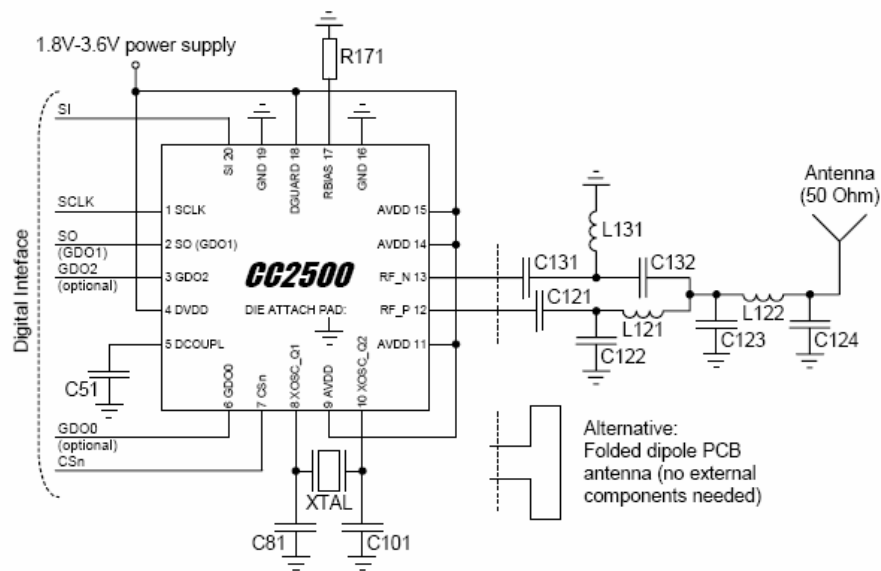 1.8V-3.6V power supply
R171
Digital Inteface
SI
SI 20
GND 19
DGUARD 18
RBIAS 17
GND 16
Antenna
(50 Ohm)
SCLK
1 SCLK
AVDD 15
L131
SO
(GDO1)
2 SO (GDO1)
AVDD 14
GDO2
(optional)
3 GDO2
CC2500
RF_N 13
C131
C132
4 DVDD
DIE ATTACH PAD:
RF_P 12
C121
L121
L122
5 DCOUPL
AVDD 11
C122
C123
C124
C51
6 GDO0
7 CSn
8 XOSC_Q1
9 AVDD
10 XOSC_Q2
GDO0
(optional)
CSn
XTAL
C81
C101
Alternative:
Folded dipole PCB
antenna (no external
components needed)